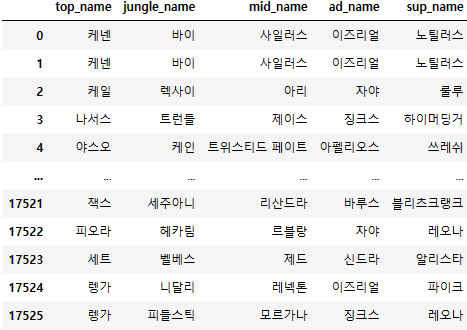 top_name jungle_name mid_name ad_name sup_name
0 케넨 바이 사일러스 이즈리얼 노틸러스
1 케넨 바이 사일러스 이즈리얼 노틸러스
2 케일 렉사이 아리 자야 룰루
3 나서스 트런들 제이스 징크스 하이머딩거
4 야스오 케인 트위스티드 페이트 아펠리오스 쓰레쉬
... ... ... ... ... ...
17521 잭스 세주아니 리산드라 바루스 블리츠크랭크
17522 피오라 헤카림 르블랑 자야 레오나
17523 세트 벨베스 제드 신드라 알리스타
17524 렝가 니달리 레넥톤 이즈리얼 파이크
17525 렝가 피들스틱 모르가나 징크스 레오나